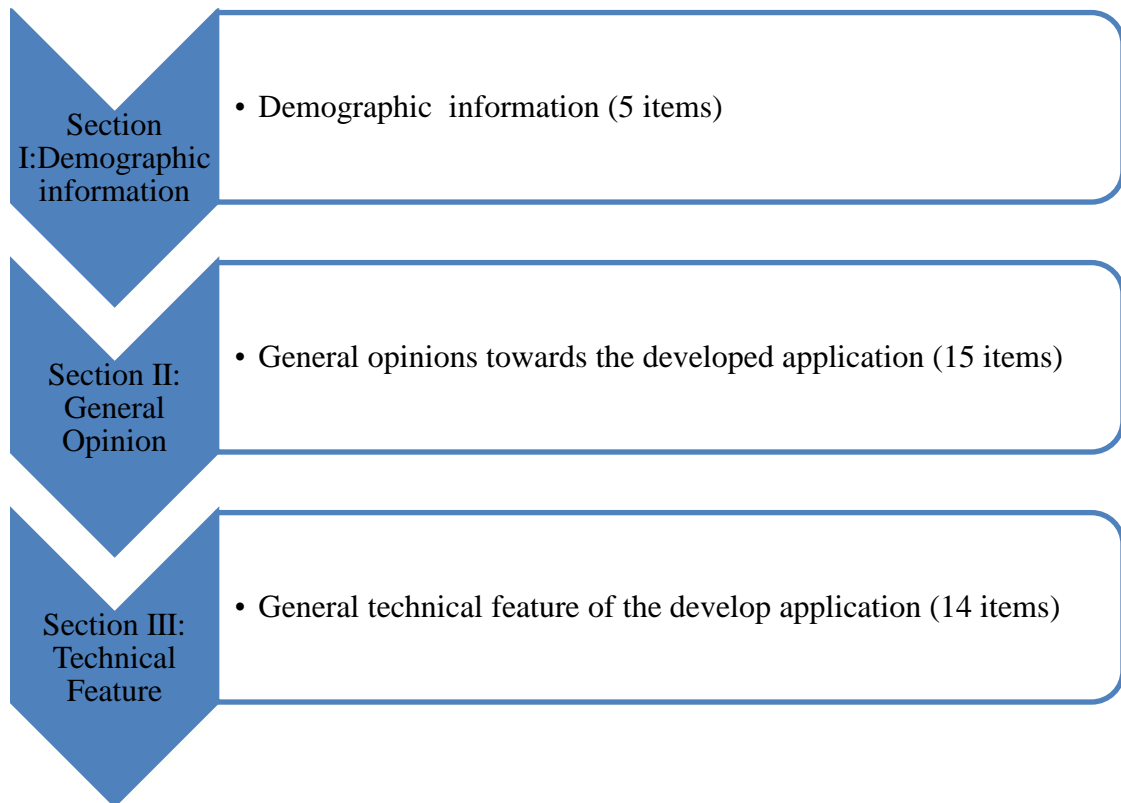 Section
I:Demographic
information
• Demographic  information (5 items)
Section II:
General
Opinion
• General opinions towards the developed application (15 items)
Section III:
Technical
Feature
• General technical feature of the develop application (14 items)